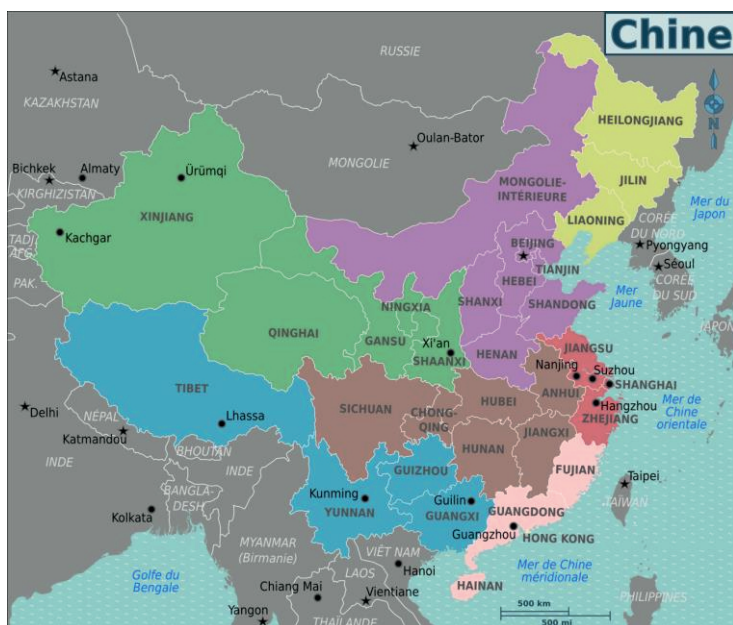 Chine
RUSSIE
Astana
KAZAKHSTAN
Oulan-Bator
MONGOLIE
HEILONGJIANG
N
Bichkek
Almaty
KIRGHIZISTAN
Ürümqi
XINJIANG
Kachgar
TADJ.
AFG.
PAK.
MONGOLIE-
INTÉRIEURE
JILIN
LIAONING
Mer du
Japon
CORÉE
DU NORD
Pyongyang
Séoul
CORÉE
DU SUD
BEIJING
TIANJIN
HEBEI
SHANXI
SHANDONG
Mer
Jaune
NINGXIA
QINGHAI
GANSU
Xi'an
SHAANXI
HENAN
JIANGSU
Nanjing
Suzhou
SHANGHAI
ANHUI
Hangzhou
ZHEJIANG
Mer de
Chine
orientale
TIBET
Lhassa
SICHUAN
CHONG-
QING
HUBEI
HUNAN
JIANGXI
FUJIAN
Delhi
NÉPAL
Katmandou
BHOUTAN
INDE
INDE
BANGLA-
DESH
Kolkata
GUIZHOU
Kunming
YUNNAN
Guilin
GUANGXI
GUANGDONG
Guangzhou
HONG KONG
Taipei
TAÏWAN
MYANMAR
(Birmanie)
VIÊT NAM
Hanoi
LAOS
Chiang Mai
Vientiane
Yangon
THAÏLANDE
HAINAN
Golfe du
Bengale
Mer de Chine
méridionale
PHILIPPINES
500 km
500 mi